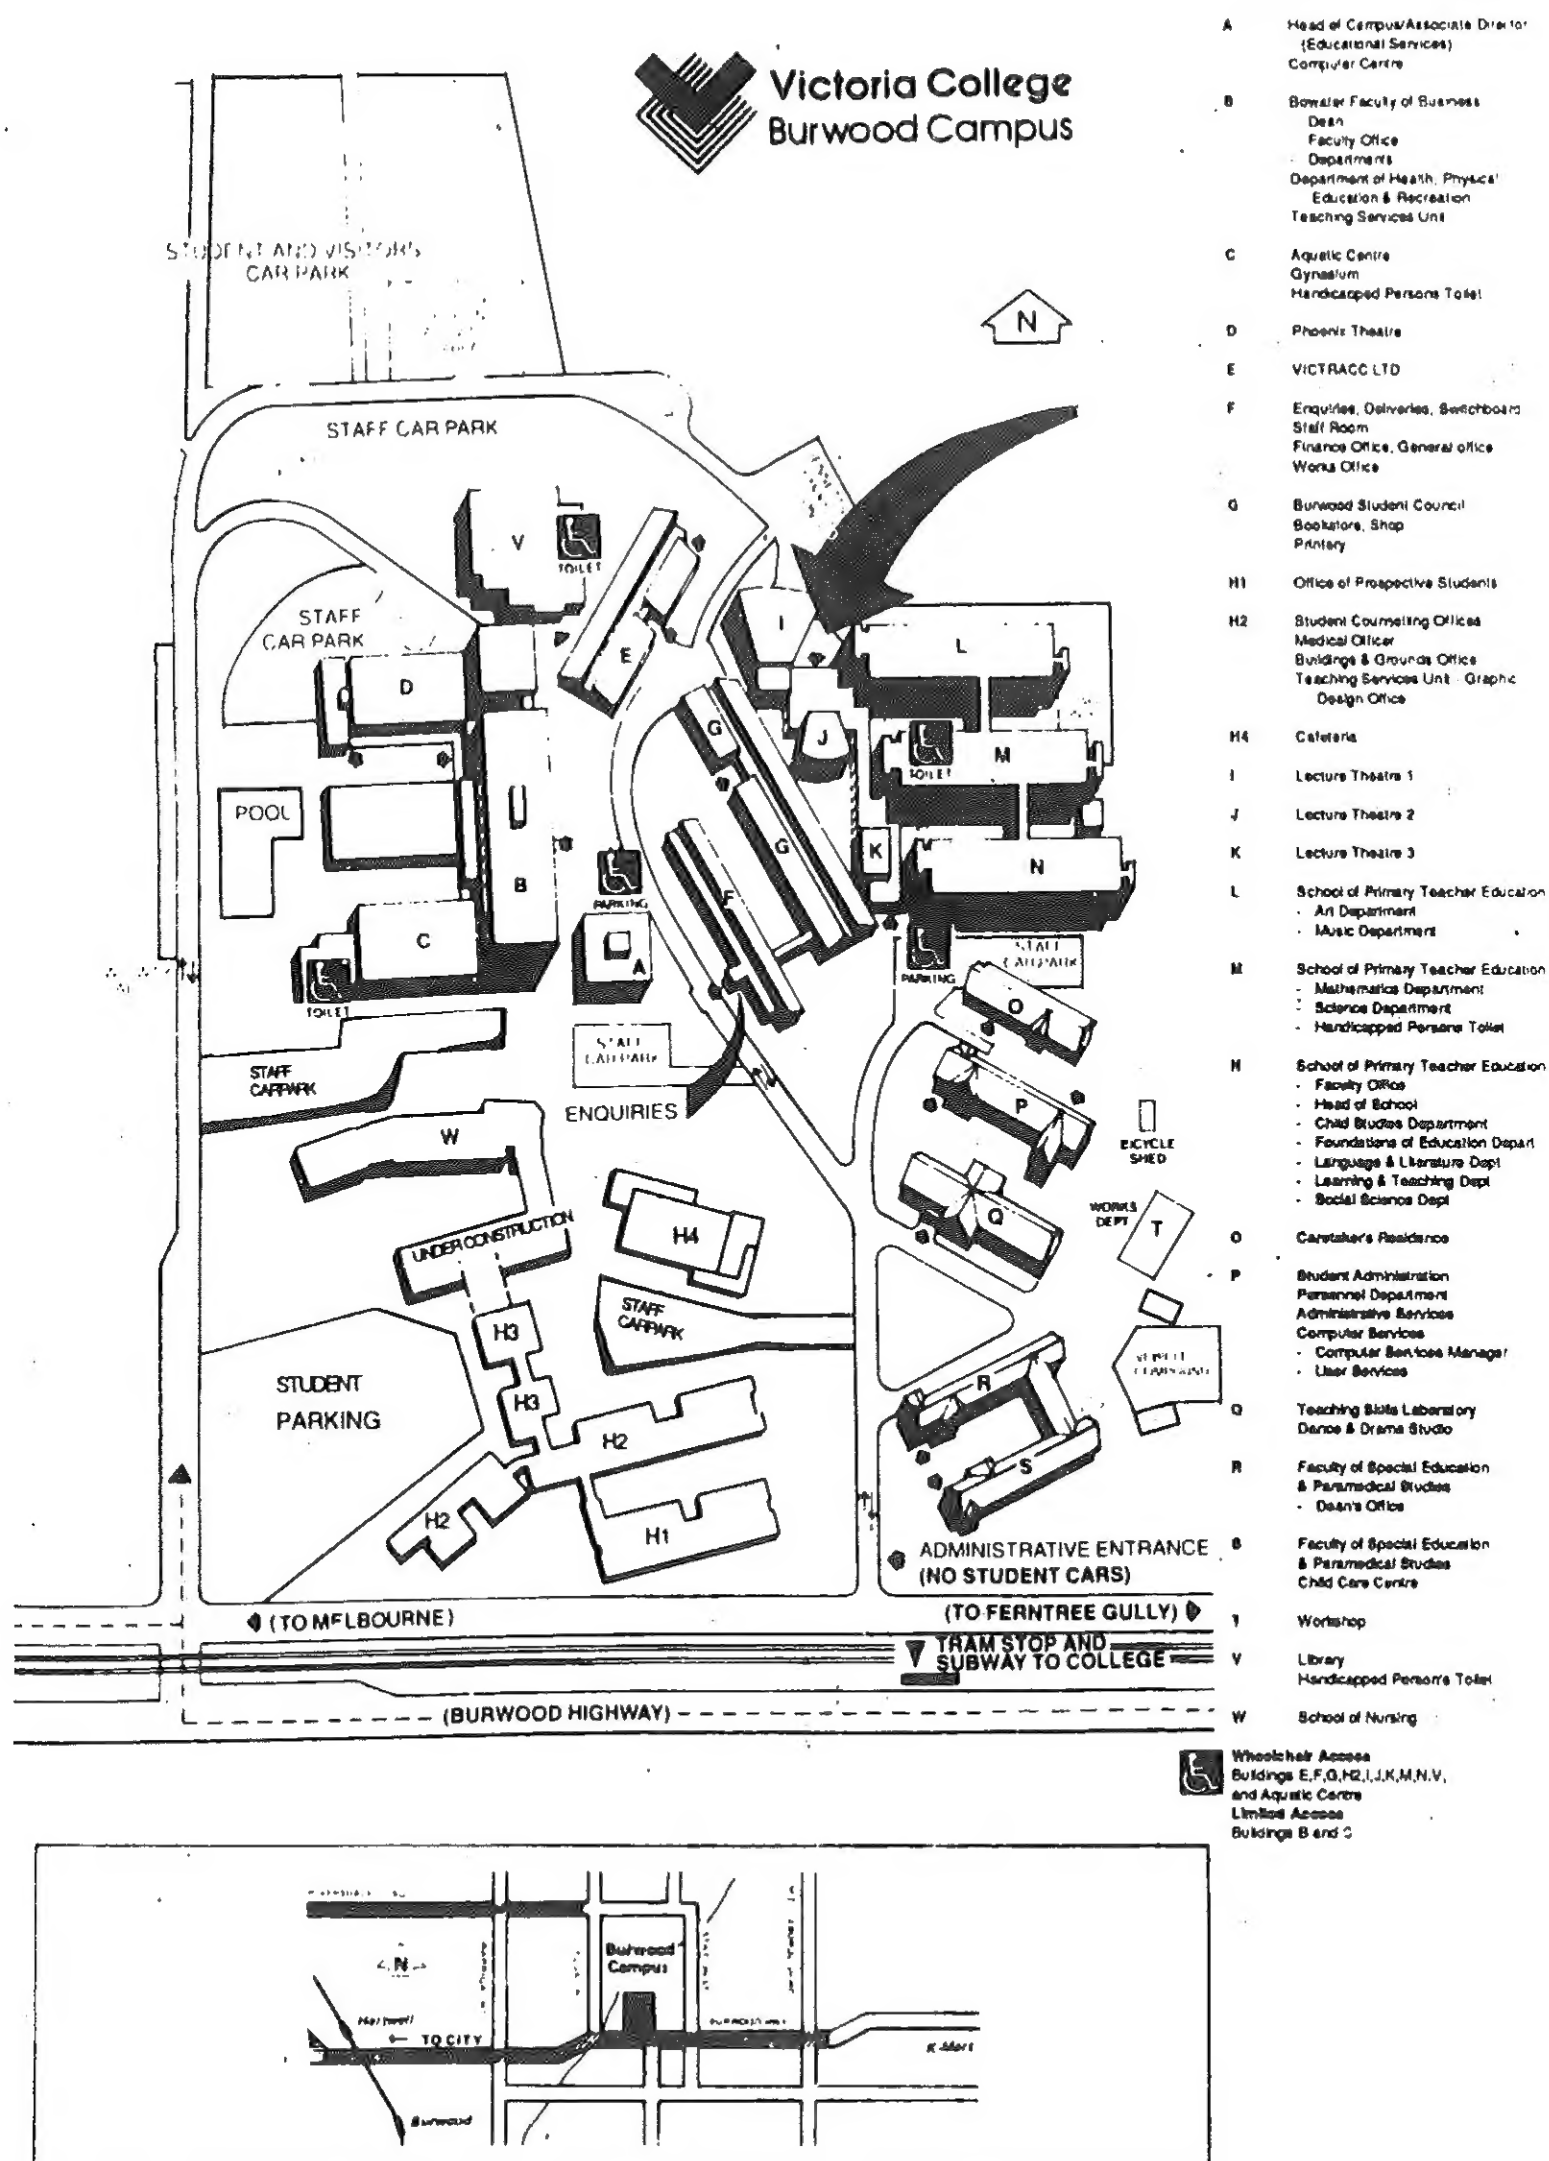 Victoria College
Burwood Campus
N
STUDENT AND VISITORS
CAR PARK
STAFF CAR PARK
V
TOILET
STAFF
CAR PARK
E
I
L
D
G
J
M
TOILET
POOL
B
PARKING
F
G
K
N
C
TOILET
A
PARKING
STAFF
CARPARK
O
STAFF
CARPARK
STAFF
CAR PARK
ENQUIRIES
P
W
BICYCLE
SHED
Q
WORKS
DEPT
T
UNDER CONSTRUCTION
H4
H3
STAFF
CARPARK
STUDENT
PARKING
H3
H2
R
S
H2
H1
ADMINISTRATIVE ENTRANCE
(NO STUDENT CARS)
(TO MELBOURNE)
(TO FERNTREE GULLY)
TRAM STOP AND
SUBWAY TO COLLEGE
(BURWOOD HIGHWAY)
A Head of Campus/Associate Director
(Educational Services)
Computer Centre
B Bowater Faculty of Business
Dean
Faculty Office
- Departments
Department of Health, Physical
Education & Recreation
Teaching Services Unit
C Aquatic Centre
Gynasium
Handicapped Persons Toilet
D Phoenix Theatre
E VICTRACC LTD
F Enquiries, Deliveries, Switchboard
Staff Room
Finance Office, General office
Works Office
G Burwood Student Council
Bookstore, Shop
Printery
H1 Office of Prospective Students
H2 Student Counselling Offices
Medical Officer
Buildings & Grounds Office
Teaching Services Unit - Graphic
Design Office
H4 Cafeteria
I Lecture Theatre 1
J Lecture Theatre 2
K Lecture Theatre 3
L School of Primary Teacher Education
- Art Department
- Music Department
M School of Primary Teacher Education
- Mathematics Department
- Science Department
- Handicapped Persons Toilet
N School of Primary Teacher Education
- Faculty Office
- Head of School
- Child Studies Department
- Foundations of Education Depart
- Language & Literature Dept
- Learning & Teaching Dept
- Social Science Dept
O Caretaker's Residence
P Student Administration
Personnel Department
Administrative Services
Computer Services
- Computer Services Manager
- User Services
Q Teaching Skills Laboratory
Dance & Drama Studio
R Faculty of Special Education
& Paramedical Studies
- Dean's Office
S Faculty of Special Education
& Paramedical Studies
Child Care Centre
T Workshop
V Library
Handicapped Person's Toilet
W School of Nursing
Wheelchair Access
Buildings E,F,G,H2,I,J,K,M,N,V,
and Aquatic Centre
Limited Access
Buildings B and C
N
Burwood
Campus
Hartwell
TO CITY
BURWOOD HWY
K-Mart
Burwood